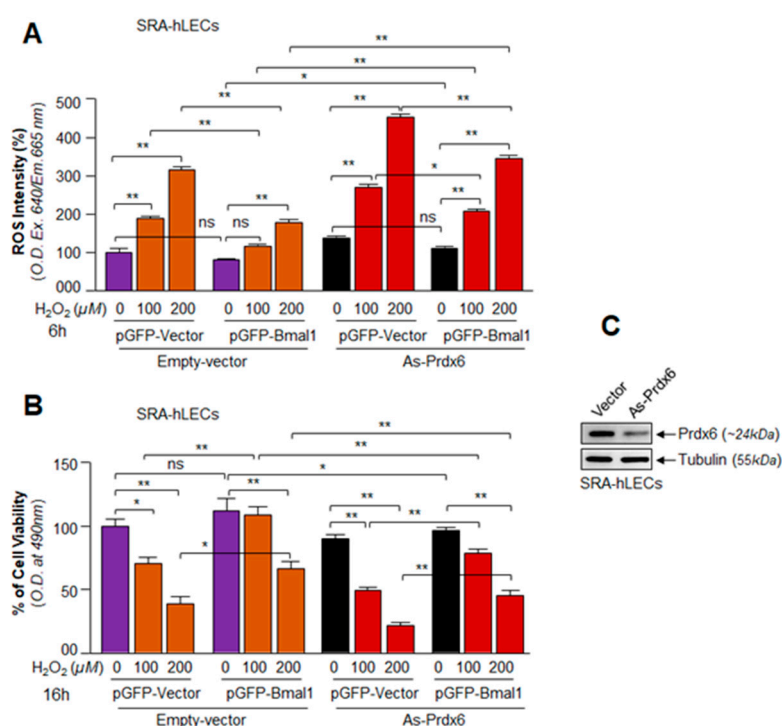 A
SRA-hLECs
** 
**
*
** ** ** **
** ** *
** ns ** ns ** ns **
ROS Intensity (%)
(O.D. Ex. 640/Em. 665 nm)
500
400
300
200
100
000
H₂O₂ (µM) 0 100 200 0 100 200 0 100 200 0 100 200
6h pGFP-Vector pGFP-Bmal1 pGFP-Vector pGFP-Bmal1
Empty-vector As-Prdx6
B
SRA-hLECs
**
** **
ns *
** ** ** **
* ** **
* **
% of Cell Viability
(O.D. at 490nm)
150
100
50
00
H₂O₂ (µM) 0 100 200 0 100 200 0 100 200 0 100 200
16h pGFP-Vector pGFP-Bmal1 pGFP-Vector pGFP-Bmal1
Empty-vector As-Prdx6
C
Vector As-Prdx6
Prdx6 (~24kDa)
Tubulin (55kDa)
SRA-hLECs